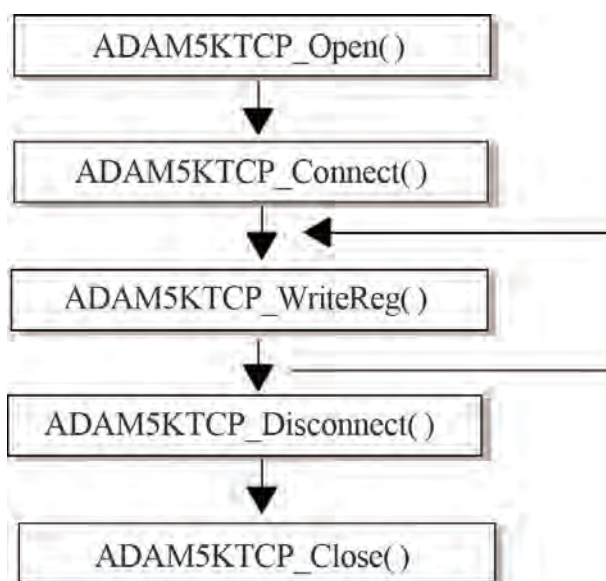 ADAM5KTCP_Open( )
ADAM5KTCP_Connect( )
ADAM5KTCP_WriteReg( )
ADAM5KTCP_Disconnect( )
ADAM5KTCP_Close( )